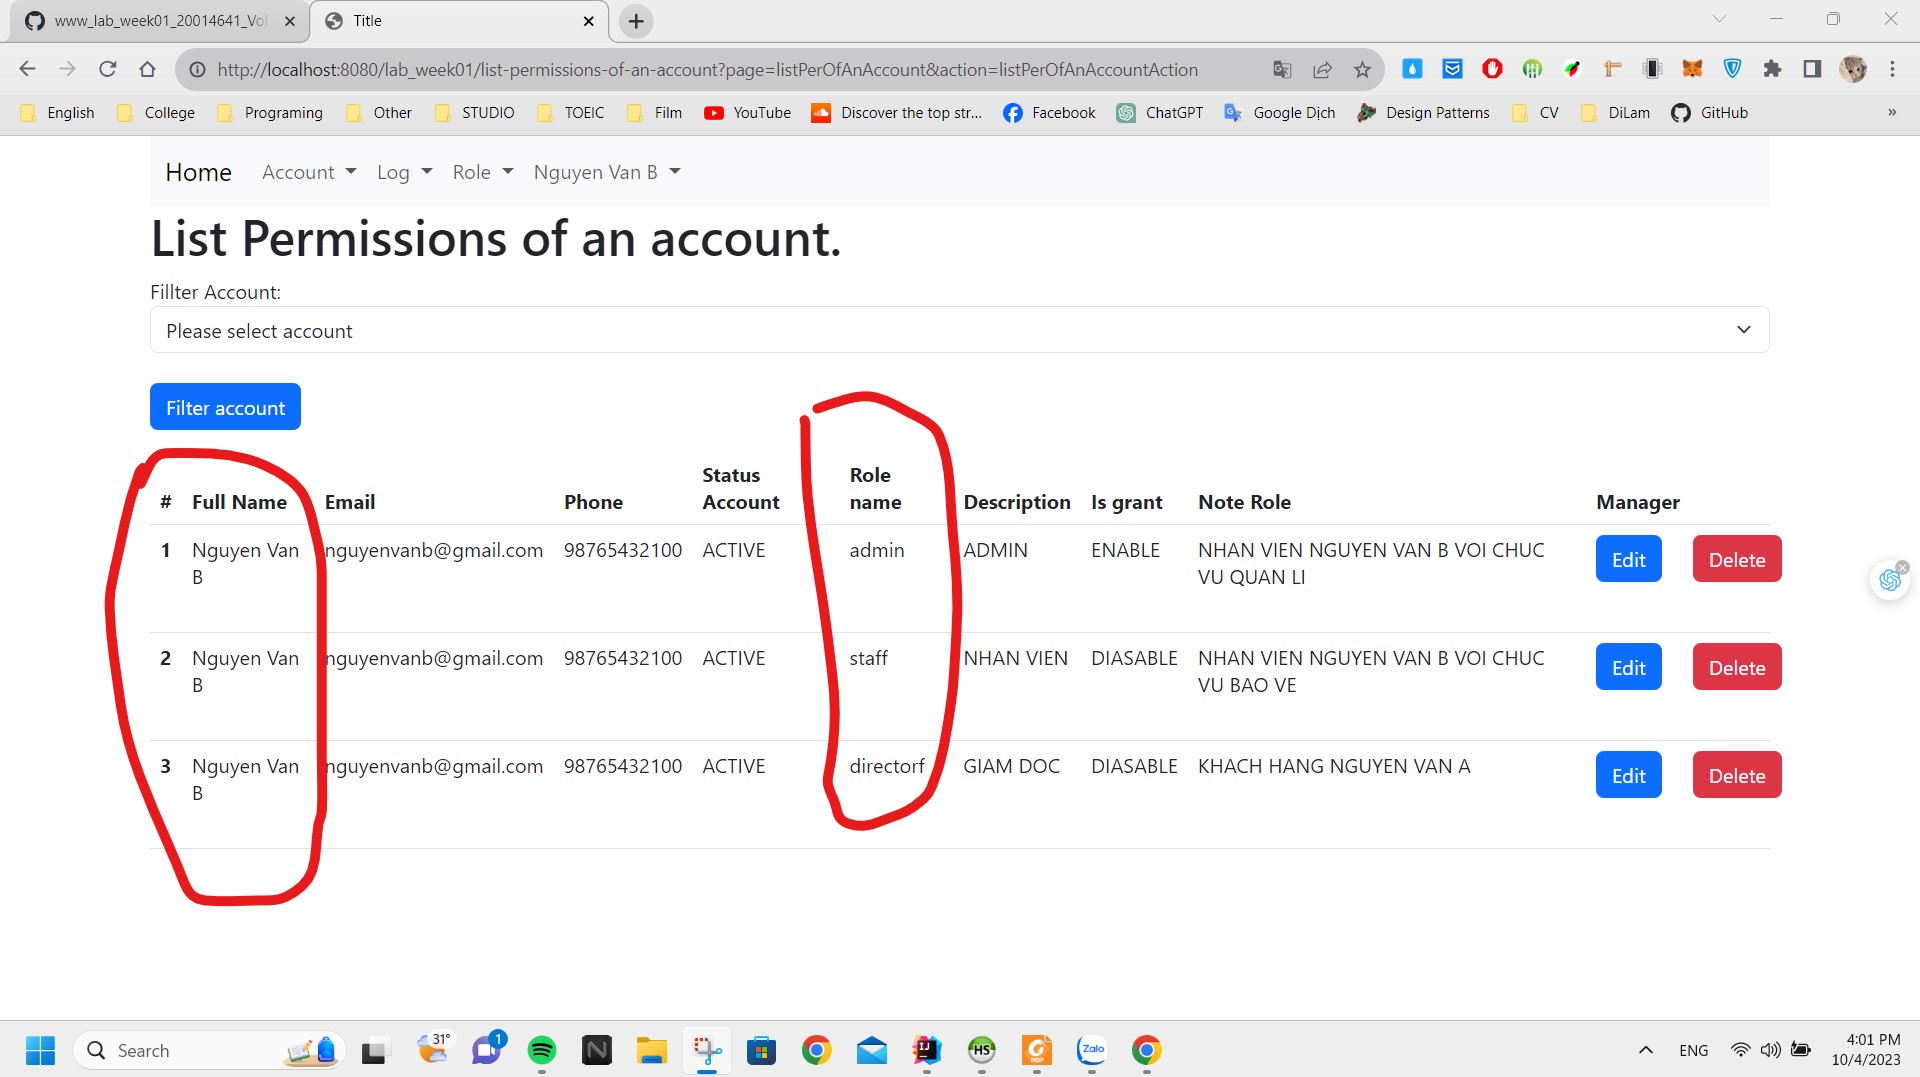 www_lab_week01_20014641_Vo
Title
http://localhost:8080/lab_week01/list-permissions-of-an-account?page=listPerOfAnAccount&action=listPerOfAnAccountAction
English College Programing Other STUDIO TOEIC Film YouTube Discover the top str... Facebook ChatGPT Google Dịch Design Patterns CV DiLam GitHub »
Home Account Log Role Nguyen Van B
List Permissions of an account.
Fillter Account:
Please select account
Filter account
# Full Name Email Phone Status Account Role name Description Is grant Note Role Manager
1 Nguyen Van B nguyenvanb@gmail.com 98765432100 ACTIVE admin ADMIN ENABLE NHAN VIEN NGUYEN VAN B VOI CHUC VU QUAN LI Edit Delete
2 Nguyen Van B nguyenvanb@gmail.com 98765432100 ACTIVE staff NHAN VIEN DIASABLE NHAN VIEN NGUYEN VAN B VOI CHUC VU BAO VE Edit Delete
3 Nguyen Van B nguyenvanb@gmail.com 98765432100 ACTIVE directorf GIAM DOC DIASABLE KHACH HANG NGUYEN VAN A Edit Delete
Search 31° 1 N IJ HS PDF Zalo ENG 4:01 PM
10/4/2023